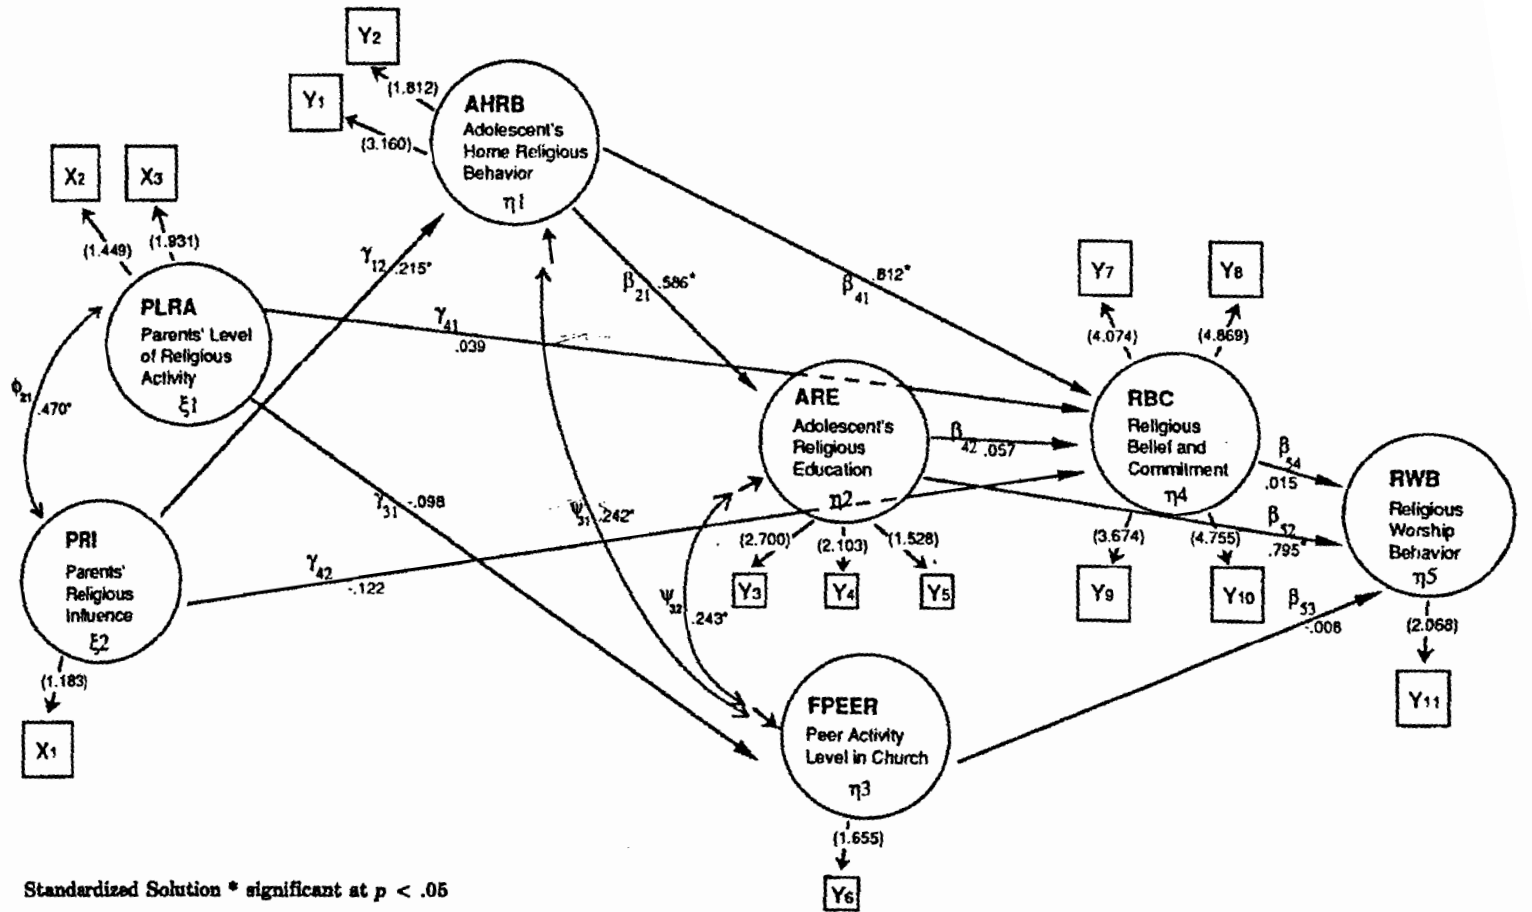 Y2
(1.812)
Y1
(3.160)
AHRB
Adolescent's
Home Religious
Behavior
η1
X2
X3
(1.449)
(1.931)
PLRA
Parents' Level
of Religious
Activity
ξ1
ϕ21 .470*
PRI
Parents'
Religious
Influence
ξ2
(1.183)
X1
γ12 .215*
γ41 .039
γ31 -.098
γ42 -.122
β21 .586*
β41 .812*
ψ31 .242*
ψ32 .243*
ARE
Adolescent's
Religious
Education
η2
(2.700)
(2.103)
(1.528)
Y3
Y4
Y5
β42 .057
Y7
Y8
(4.074)
(4.869)
RBC
Religious
Belief and
Commitment
η4
(3.674)
(4.755)
Y9
Y10
β54 .015
β52 .795*
β53 -.008
RWB
Religious
Worship
Behavior
η5
(2.068)
Y11
FPEER
Peer Activity
Level in Church
η3
(1.655)
Y6
Standardized Solution * significant at p < .05